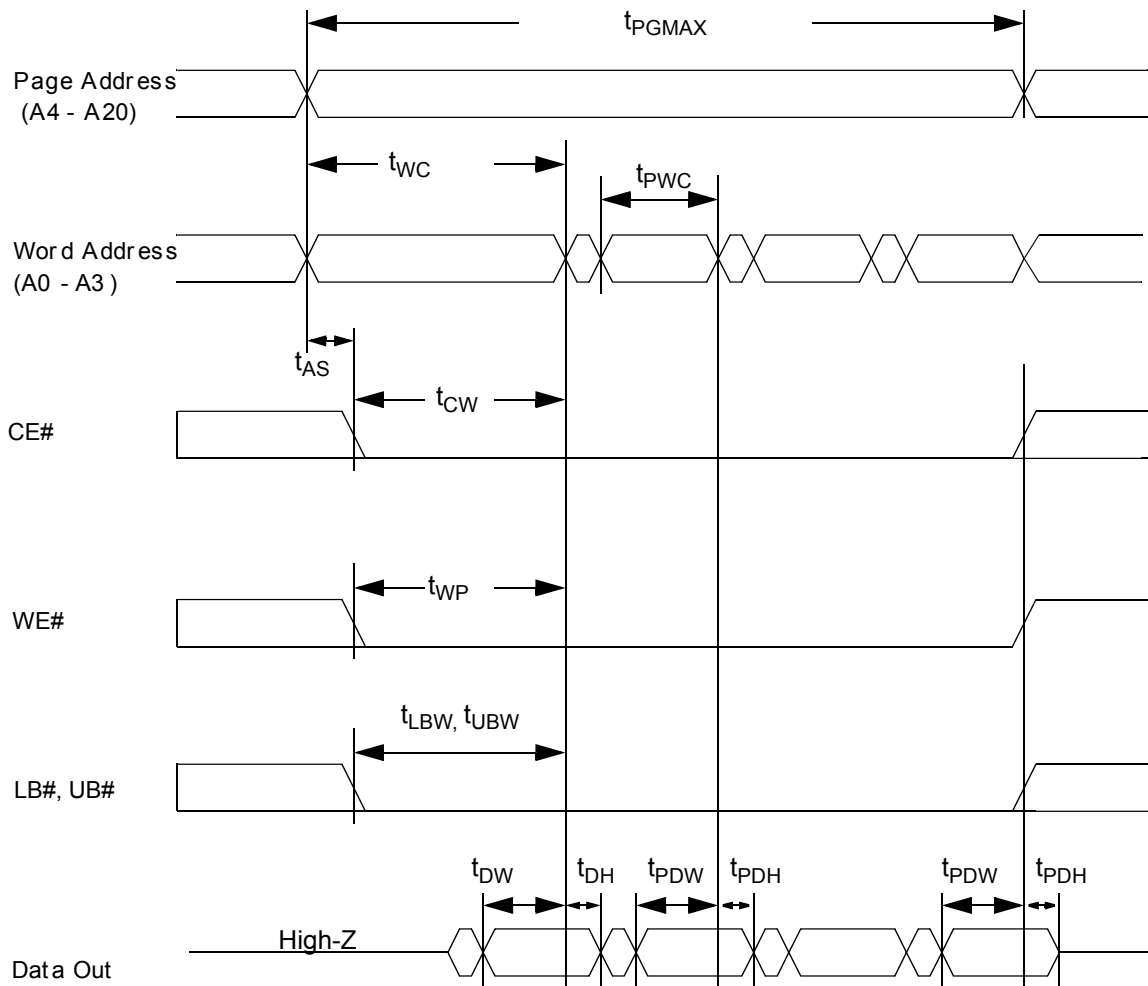 tPGMAX
Page Address
(A4 - A20)
tWC
tPWC
Word Address
(A0 - A3 )
tAS
tCW
CE#
tWP
WE#
tLBW, tUBW
LB#, UB#
tDW
tDH
tPDW
tPDH
tPDW
tPDH
High-Z
Data Out